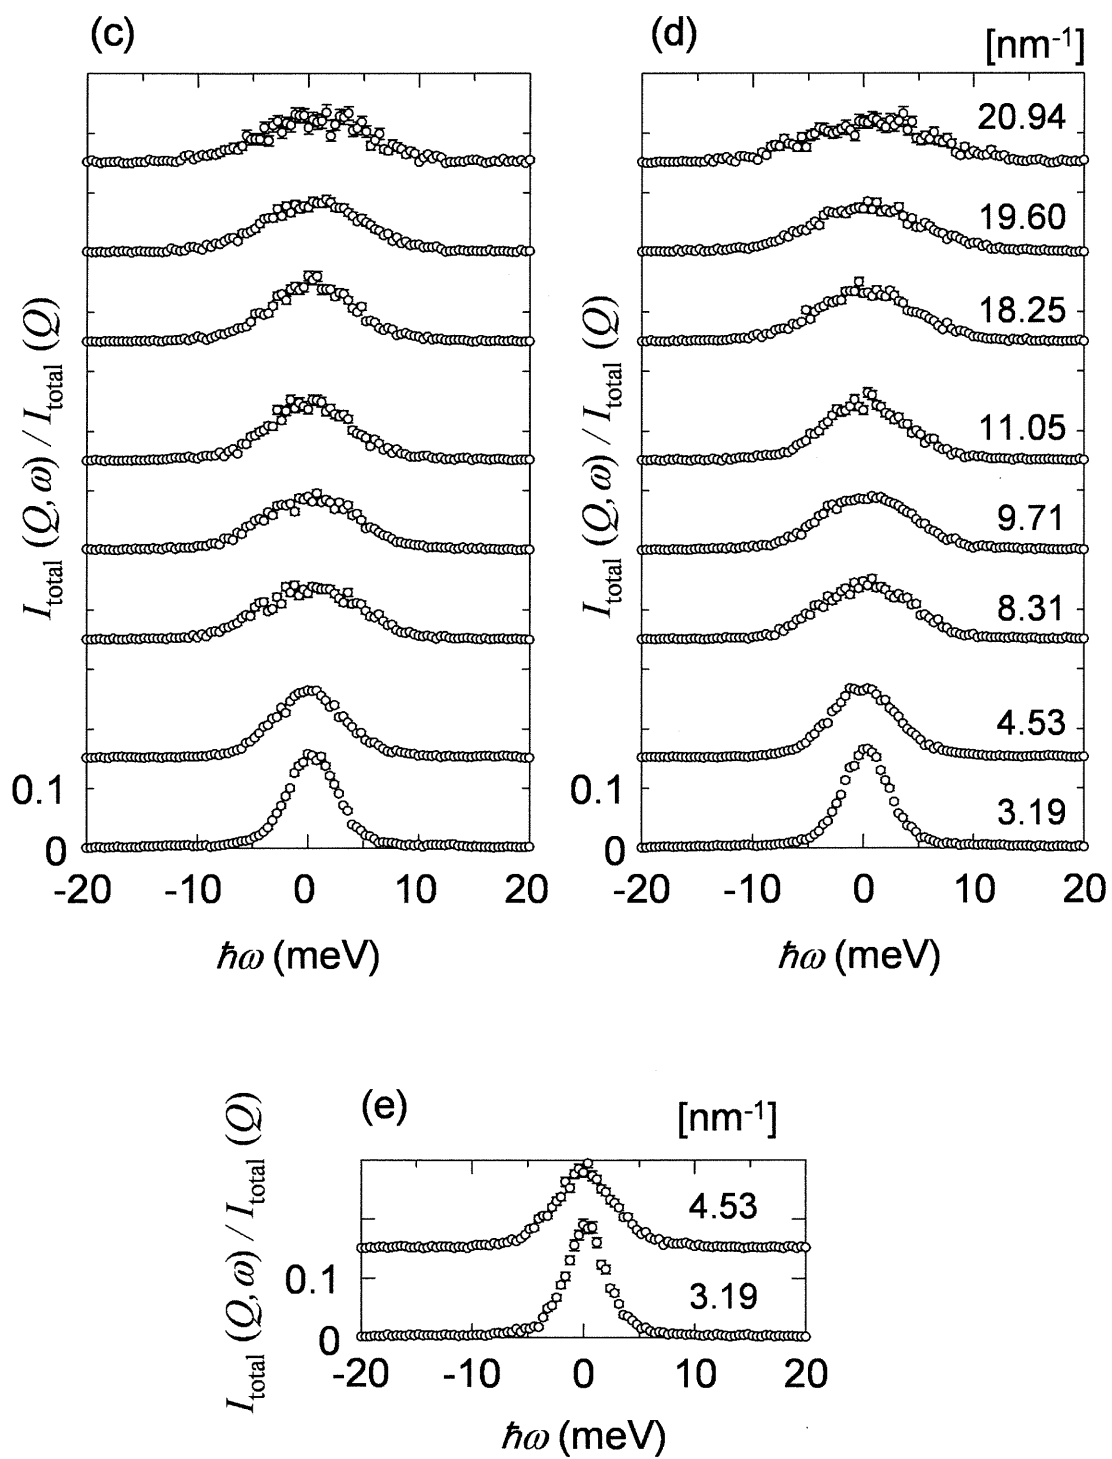 (c)
(d)
[nm-1]
20.94
19.60
18.25
11.05
9.71
8.31
4.53
3.19
Itotal (Q, ω) / Itotal (Q)
Itotal (Q, ω) / Itotal (Q)
0.1
0
0.1
0
-20 -10 0 10 20
-20 -10 0 10 20
ħω (meV)
ħω (meV)
(e)
[nm-1]
Itotal (Q, ω) / Itotal (Q)
4.53
3.19
0.1
0
-20 -10 0 10 20
ħω (meV)